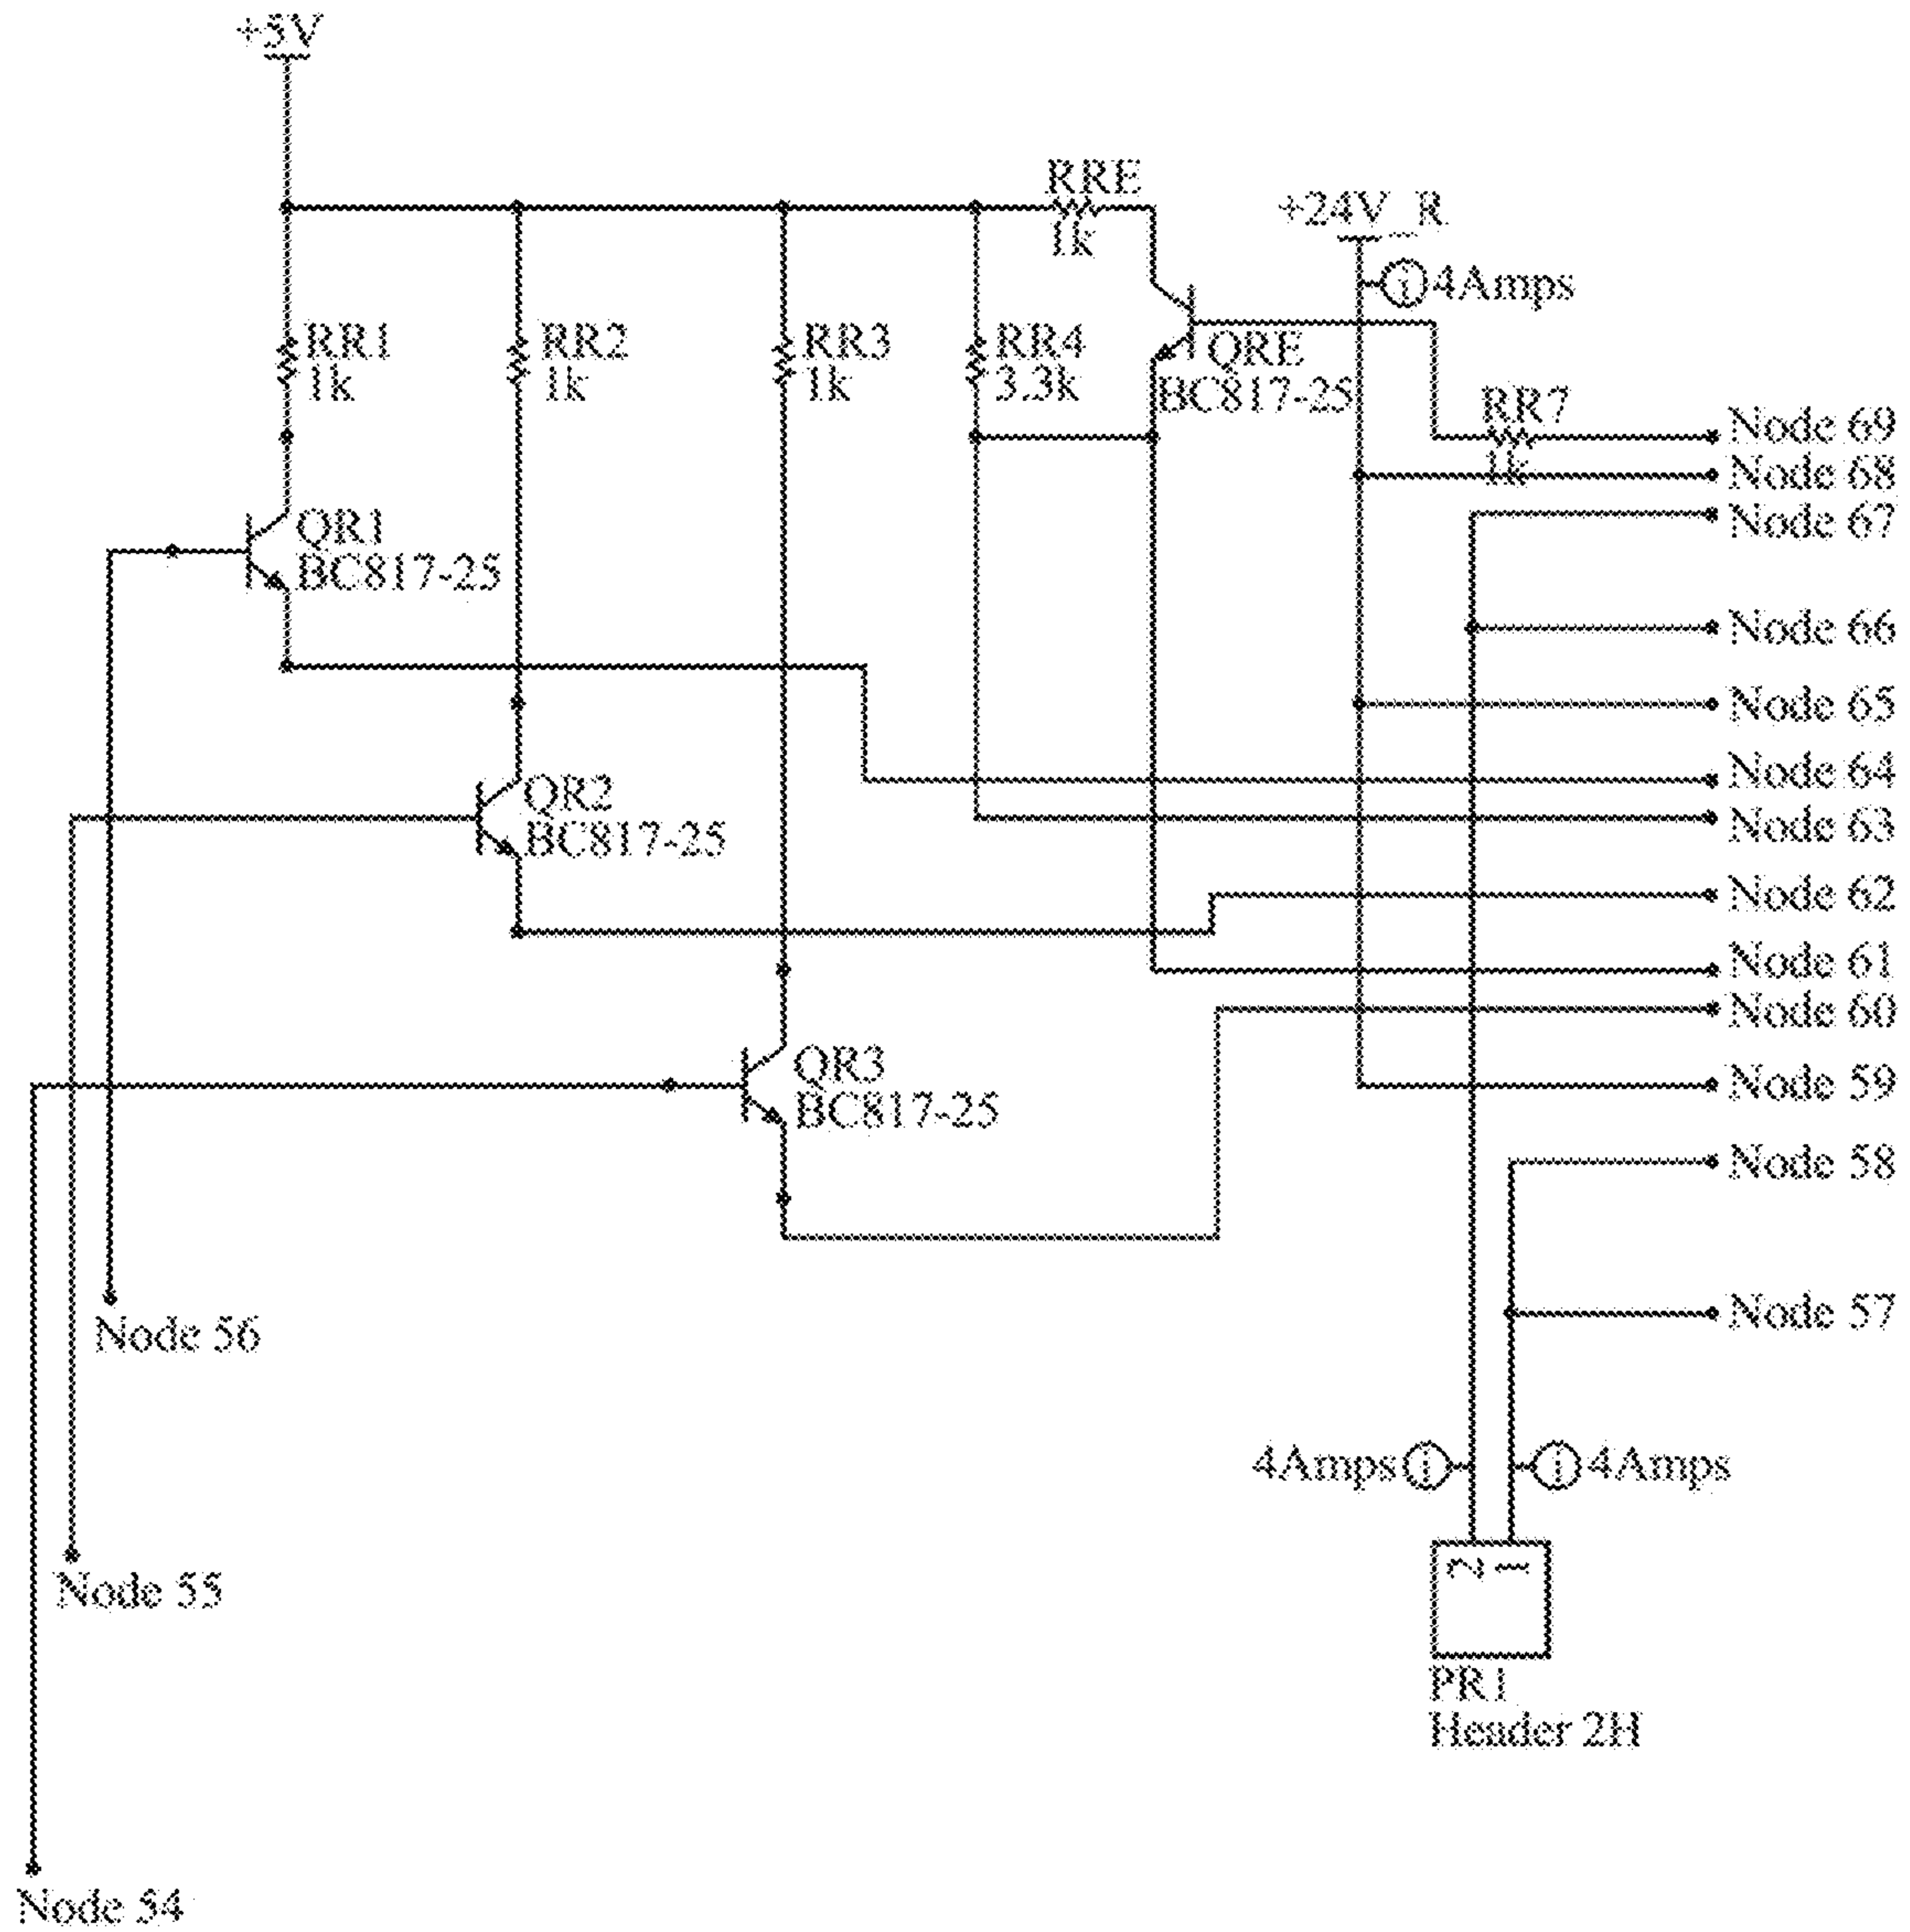 +5V
RRE
1k
+24V_R
i 4Amps
RR1
1k
RR2
1k
RR3
1k
RR4
3.3k
QRE
BC817-25
RR7
1k
Node 69
Node 68
Node 67
QR1
BC817-25
Node 66
Node 65
Node 64
QR2
BC817-25
Node 63
Node 62
Node 61
Node 60
QR3
BC817-25
Node 59
Node 58
Node 57
Node 56
4Amps i
i 4Amps
2 1
Node 55
PR1
Header 2H
Node 54